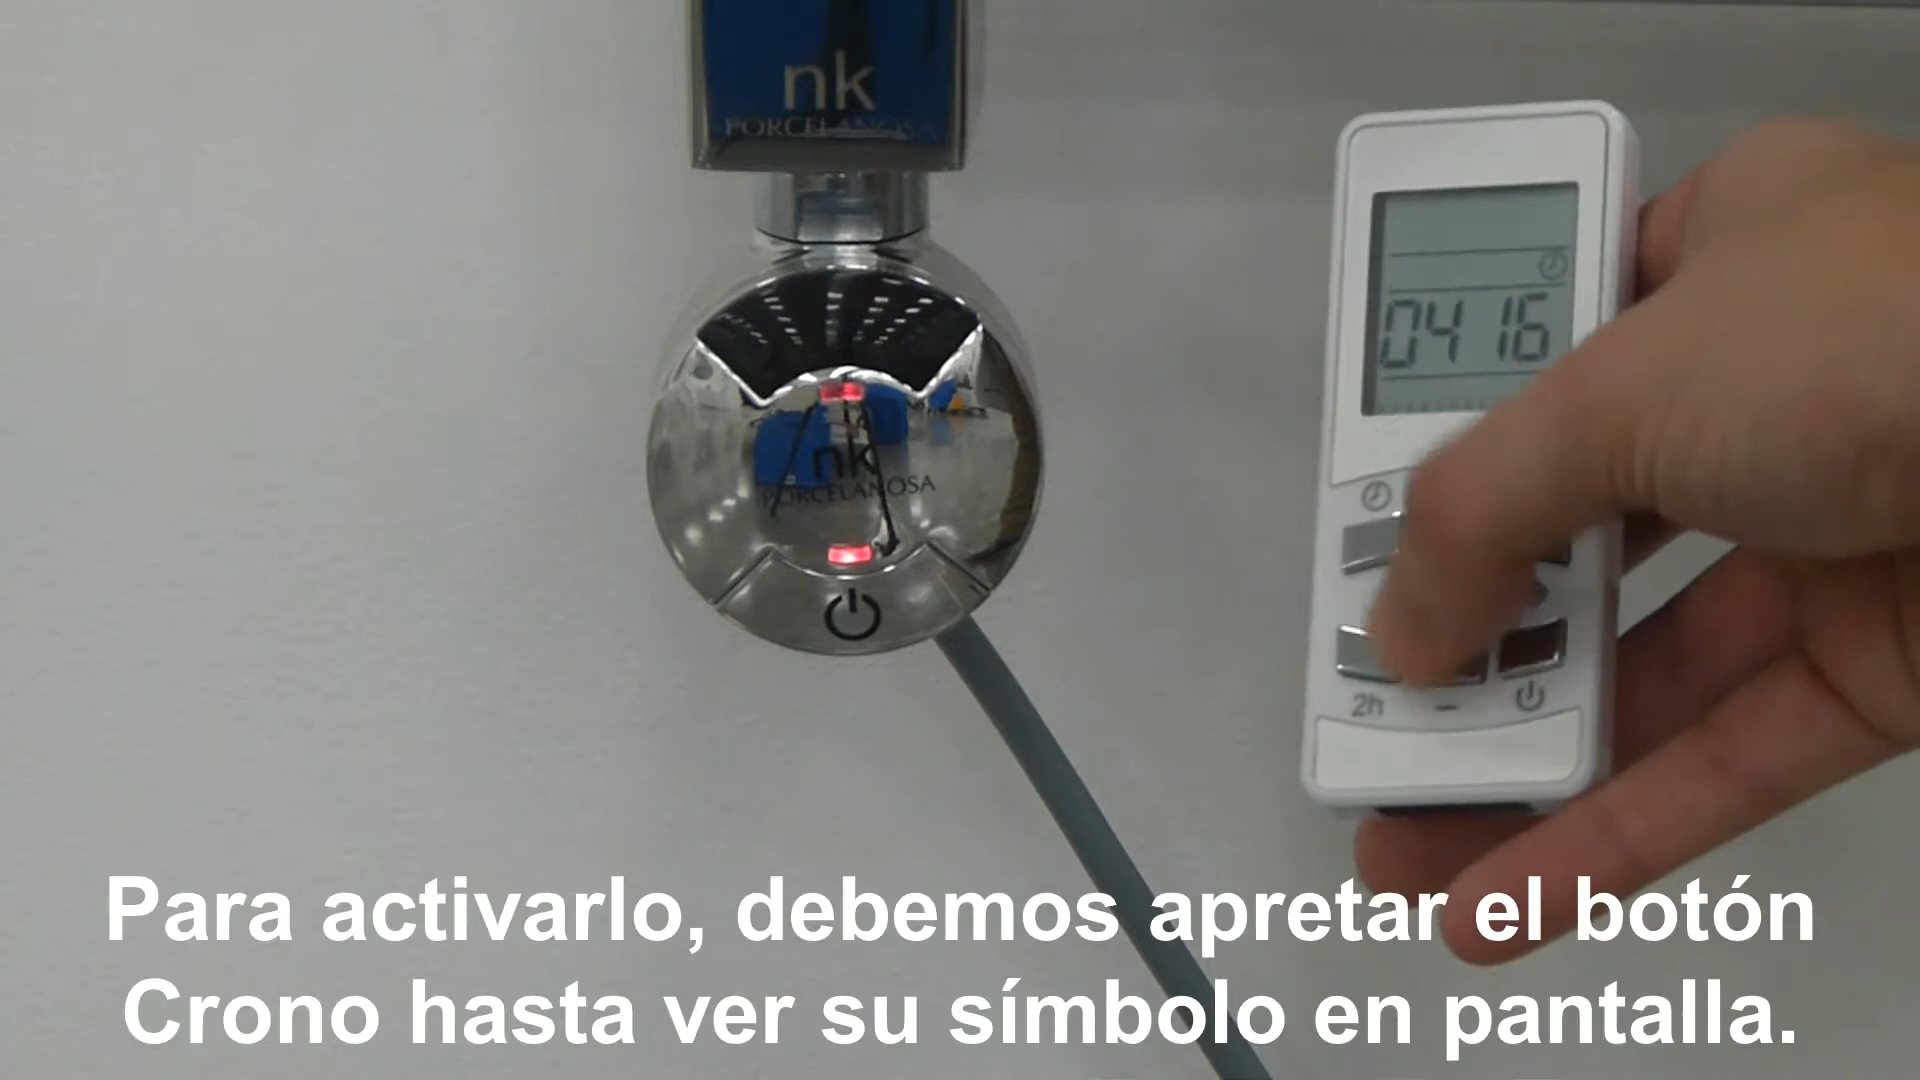 nk
PORCELANOSA
0416
nk
PORCELANOSA
2h
Para activarlo, debemos apretar el botón
Crono hasta ver su símbolo en pantalla.